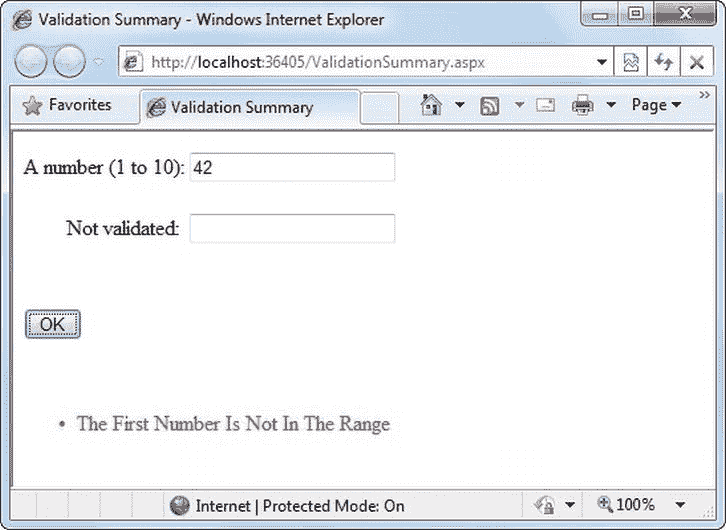 Validation Summary - Windows Internet Explorer
http://localhost:36405/ValidationSummary.aspx
Favorites
Validation Summary
Page
»
A number (1 to 10): 42
Not validated:
OK
• The First Number Is Not In The Range
Internet | Protected Mode: On
100%